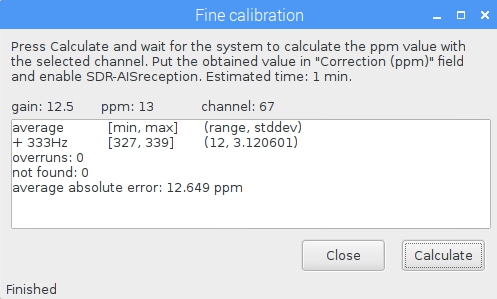 Fine calibration
Press Calculate and wait for the system to calculate the ppm value with
the selected channel. Put the obtained value in "Correction (ppm)" field
and enable SDR-AISreception. Estimated time: 1 min.
gain: 12.5 ppm: 13 channel: 67
average [min, max] (range, stddev)
+ 333Hz [327, 339] (12, 3.120601)
overruns: 0
not found: 0
average absolute error: 12.649 ppm
Close Calculate
Finished